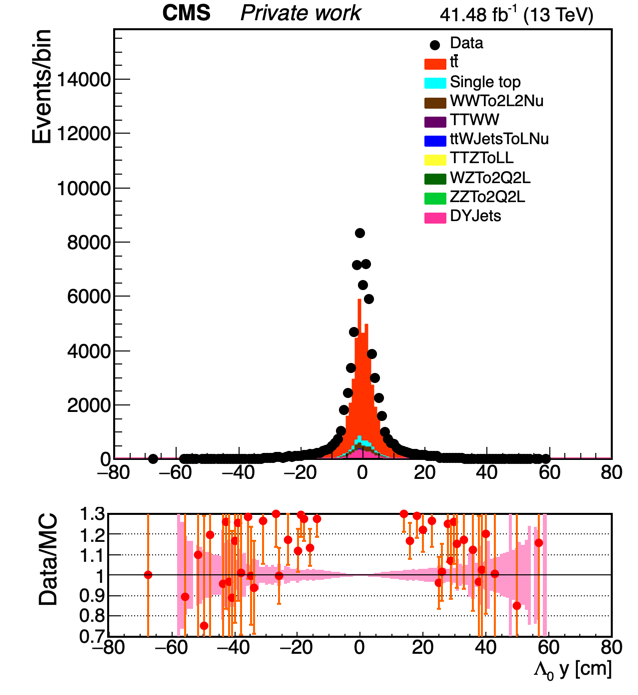 CMS Private work 41.48 fb⁻¹ (13 TeV)
Events/bin
14000
12000
10000
8000
6000
4000
2000
0
Data
tt̄
Single top
WWTo2L2Nu
TTWW
ttWJetsToLNu
TTZToLL
WZTo2Q2L
ZZTo2Q2L
DYJets
−80 −60 −40 −20 0 20 40 60 80
Data/MC
1.3
1.2
1.1
1
0.9
0.8
0.7
−80 −60 −40 −20 0 20 40 60 80
Λ₀ y [cm]